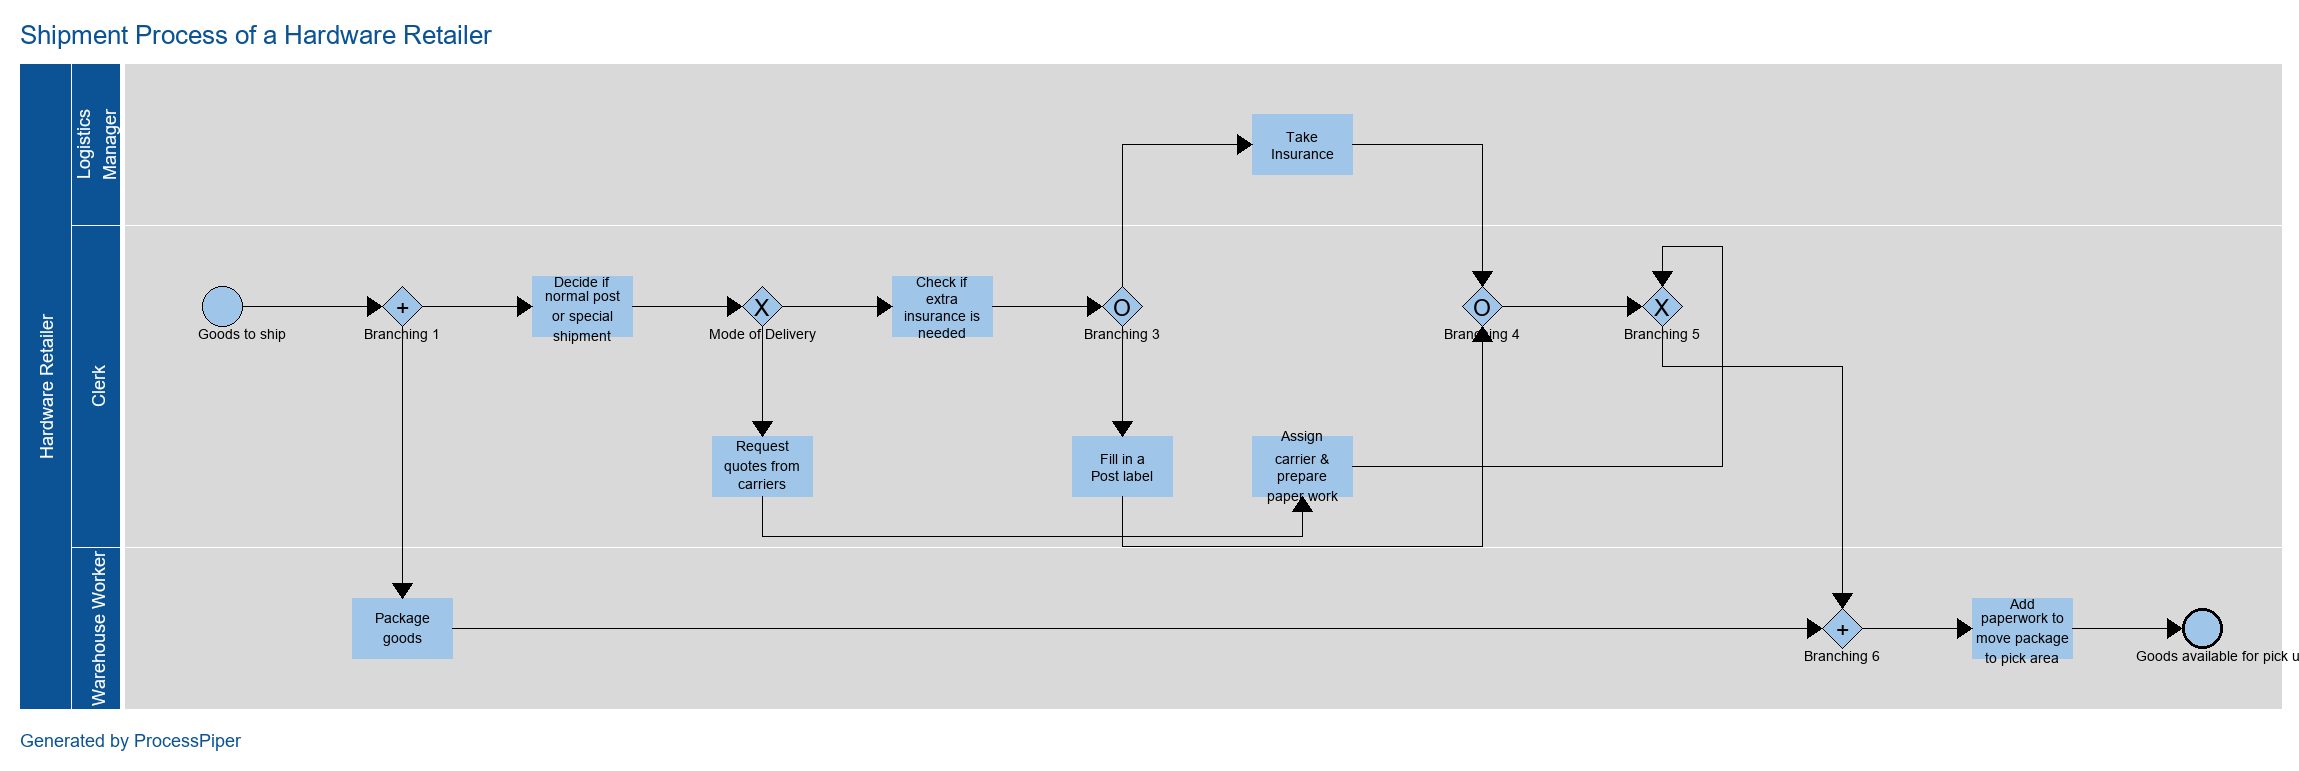 Shipment Process of a Hardware Retailer
Hardware Retailer
Logistics
Manager
Take
Insurance
Clerk
Goods to ship
+
Branching 1
Decide if
normal post
or special
shipment
X
Mode of Delivery
Check if
extra
insurance is
needed
O
Branching 3
O
Branching 4
X
Branching 5
Request
quotes from
carriers
Fill in a
Post label
Assign
carrier &
prepare
paper work
Warehouse Worker
Package
goods
+
Branching 6
Add
paperwork to
move package
to pick area
Goods available for pick u
Generated by ProcessPiper